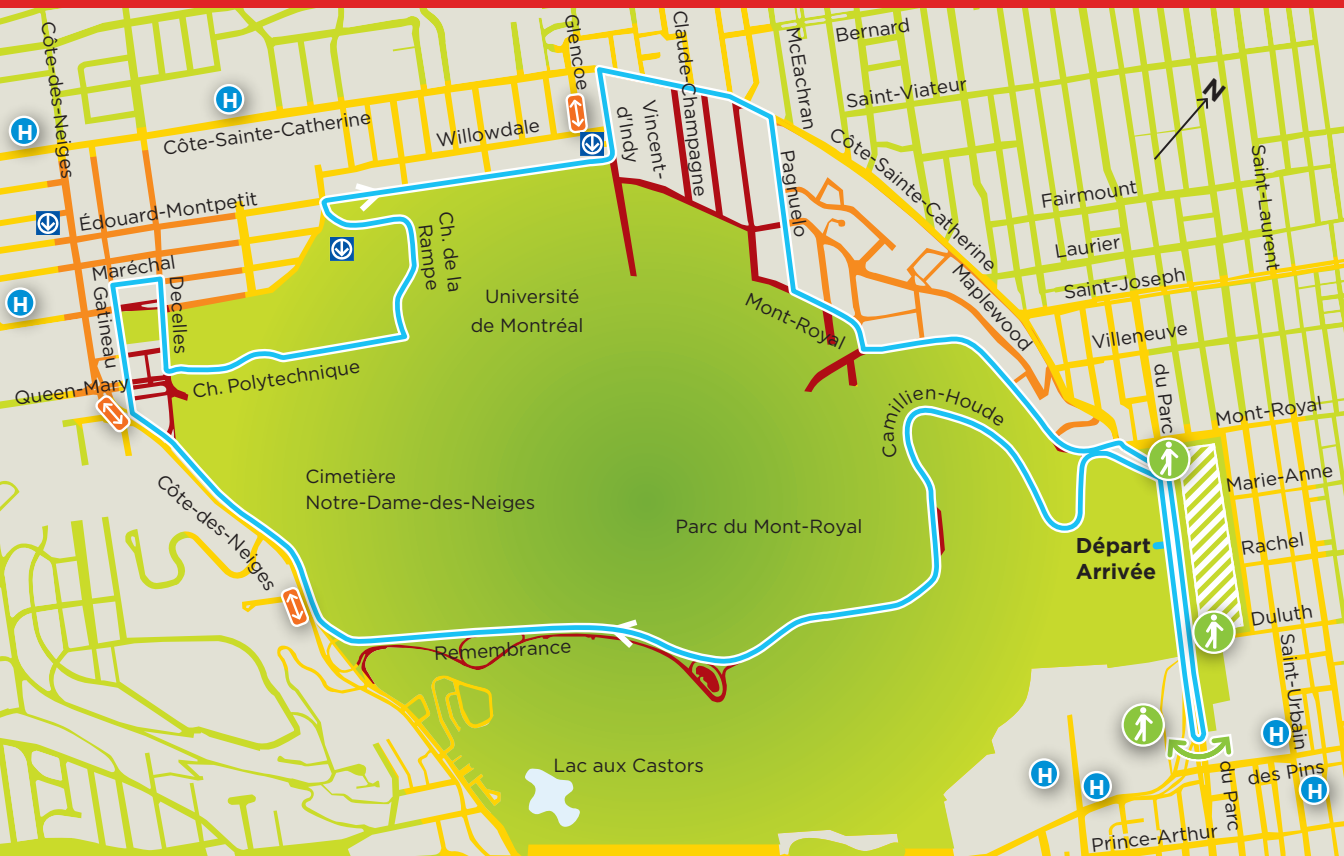 Côte-des-Neiges
Glencoe
Claude-Champagne
McEachran
Bernard
Saint-Viateur
N
H
H
Côte-Sainte-Catherine
Willowdale
Vincent-
d'Indy
Pagnuelo
Côte-Sainte-Catherine
Fairmount
Saint-Laurent
Laurier
Saint-Joseph
Édouard-Montpetit
Ch. de la
Rampe
Maréchal
Decelles
Gatineau
H
Université
de Montréal
Mont-Royal
Maplewood
Villeneuve
du Parc
Queen-Mary
Ch. Polytechnique
Camillien-Houde
Mont-Royal
Marie-Anne
Cimetière
Notre-Dame-des-Neiges
Côte-des-Neiges
Parc du Mont-Royal
Départ
Arrivée
Rachel
Duluth
Saint-Urbain
Remembrance
Lac aux Castors
H
H
H
H
des Pins
du Parc
Prince-Arthur